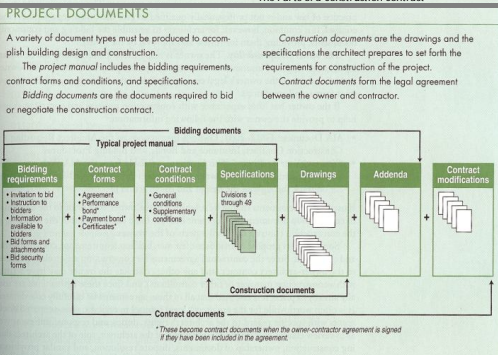 The Parts of a Construction Contract
PROJECT DOCUMENTS
A variety of document types must be produced to accom-
plish building design and construction.
The project manual includes the bidding requirements,
contract forms and conditions, and specifications.
Bidding documents are the documents required to bid
or negotiate the construction contract.
Construction documents are the drawings and the
specifications the architect prepares to set forth the
requirements for construction of the project.
Contract documents form the legal agreement
between the owner and contractor.
Bidding documents
Typical project manual
Bidding
requirements
• Invitation to bid
• Instruction to
bidders
• Information
available to
bidders
• Bid forms and
attachments
• Bid security
forms
+
Contract
forms
• Agreement
• Performance
bond*
• Payment bond*
• Certificates*
+
Contract
conditions
• General
conditions
• Supplementary
conditions
+
Specifications
Divisions 1
through 49
+
Drawings
+
Addenda
+
Contract
modifications
Construction documents
Contract documents
* These become contract documents when the owner-contractor agreement is signed
if they have been included in the agreement.